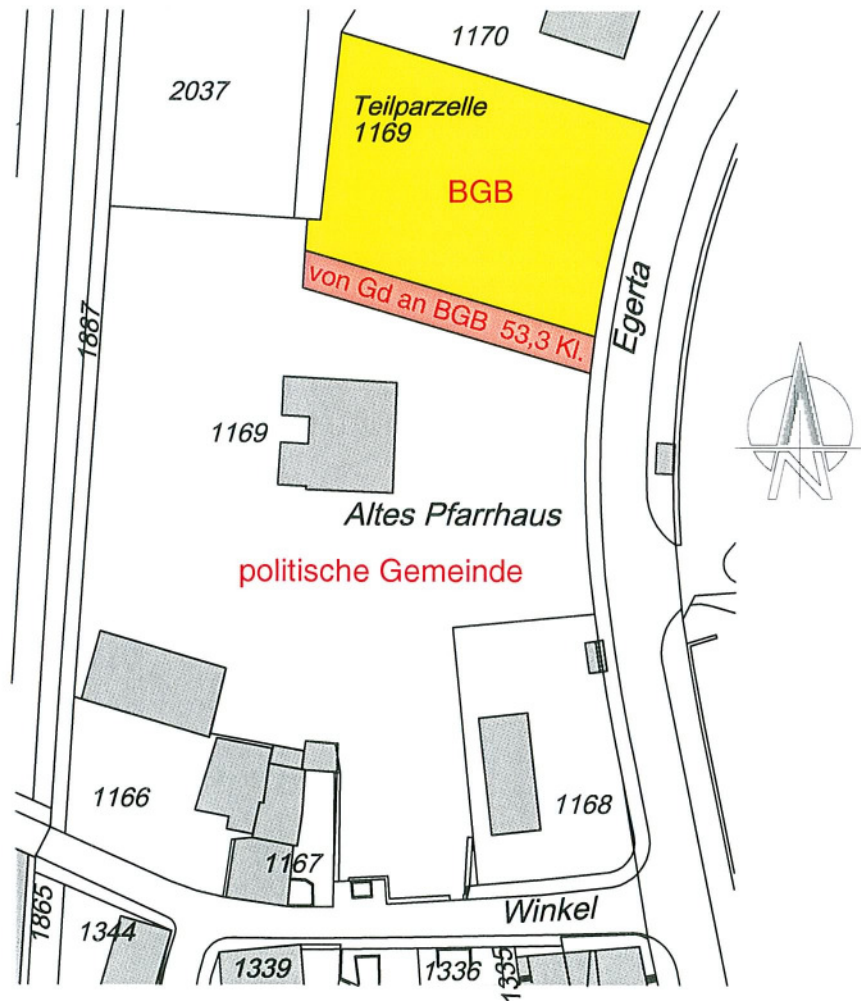 1170
2037
Teilparzelle
1169
BGB
von Gd an BGB 53,3 Kl.
Egerta
1887
1169
Altes Pfarrhaus
politische Gemeinde
N
1166
1168
1167
Winkel
1865
1344
1339
1336
1335